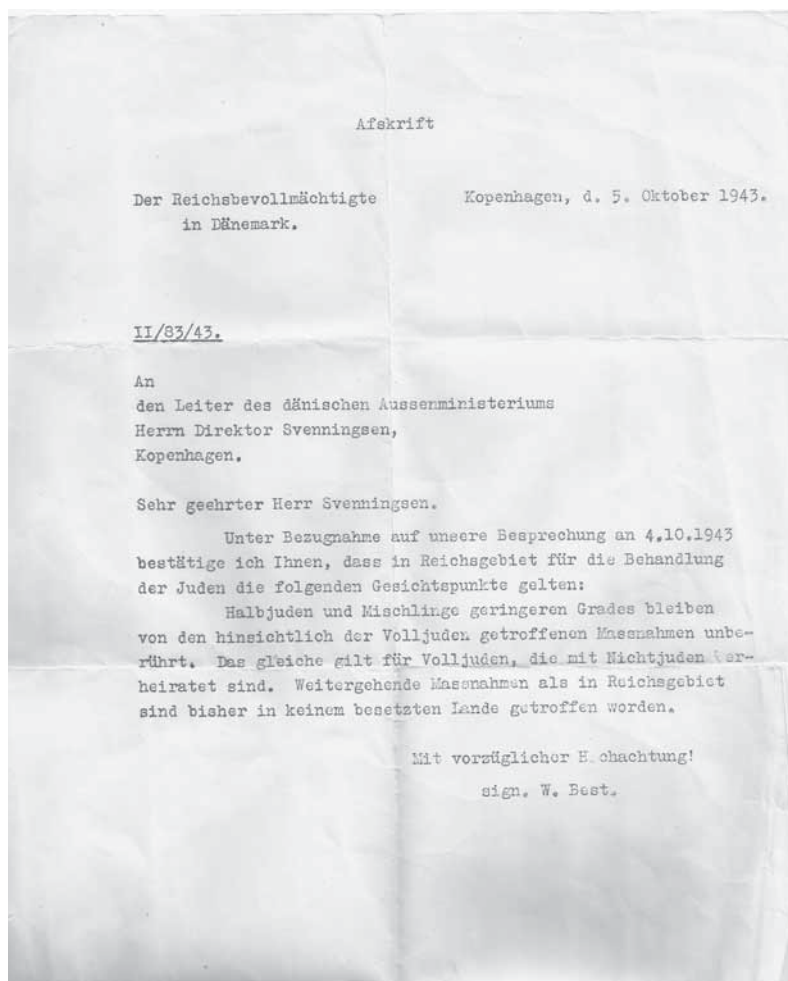 Afskrift
Der Reichsbevollmächtigte
in Dänemark.
Kopenhagen, d. 5. Oktober 1943.
II/83/43.
An
den Leiter des dänischen Aussenministeriums
Herrn Direktor Svenningsen,
Kopenhagen.
Sehr geehrter Herr Svenningsen.
Unter Bezugnahme auf unsere Besprechung an 4.10.1943
bestätige ich Ihnen, dass in Reichsgebiet für die Behandlung
der Juden die folgenden Gesichtspunkte gelten:
Halbjuden und Mischlinge geringeren Grades bleiben
von den hinsichtlich der Volljuden getroffenen Massnahmen unbe-
rührt. Das gleiche gilt für Volljuden, die mit Nichtjuden ver-
heiratet sind. Weitergehende Massnahmen als in Reichsgebiet
sind bisher in keinem besetzten Lande getroffen worden.
Mit vorzüglicher Hochachtung!
sign. W. Best.